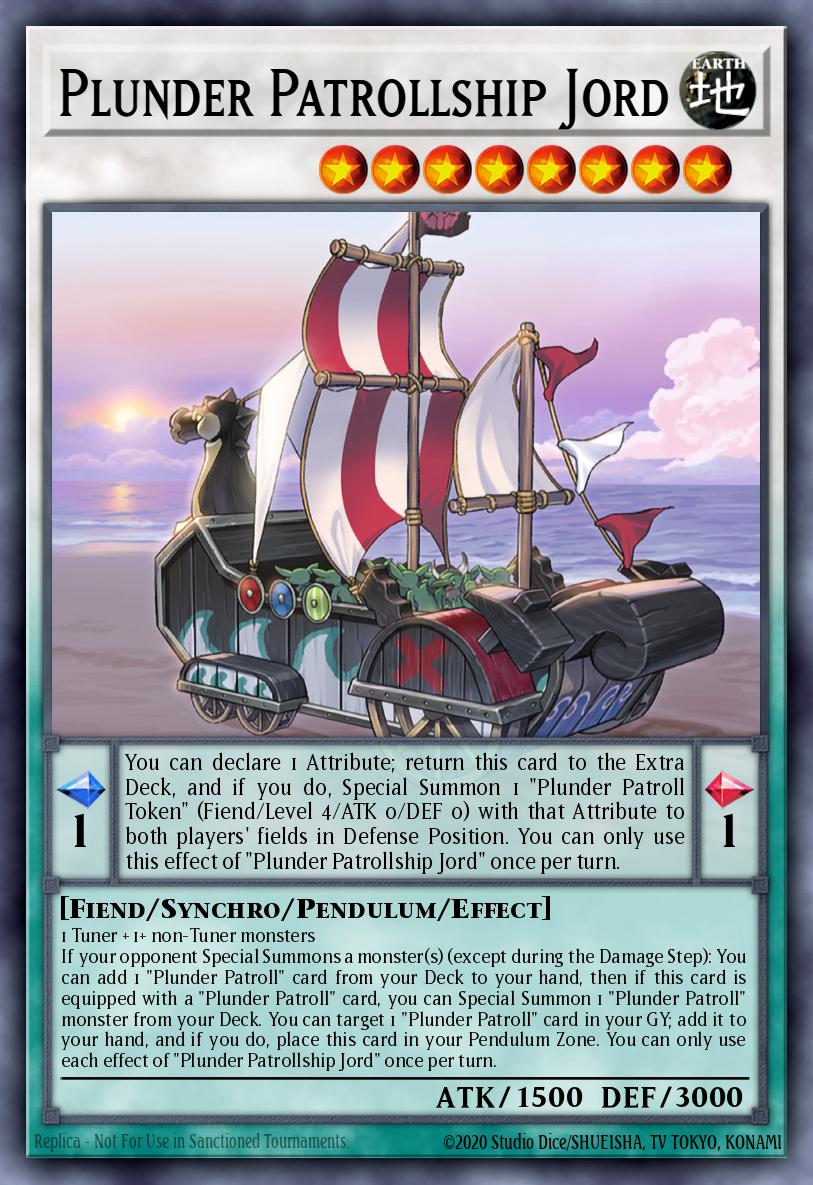 Plunder Patrollship Jord
EARTH
地
You can declare 1 Attribute; return this card to the Extra
Deck, and if you do, Special Summon 1 "Plunder Patroll
Token" (Fiend/Level 4/ATK 0/DEF 0) with that Attribute to
both players' fields in Defense Position. You can only use
this effect of "Plunder Patrollship Jord" once per turn.
1
1
[Fiend/Synchro/Pendulum/Effect]
1 Tuner + 1+ non-Tuner monsters
If your opponent Special Summons a monster(s) (except during the Damage Step): You
can add 1 "Plunder Patroll" card from your Deck to your hand, then if this card is
equipped with a "Plunder Patroll" card, you can Special Summon 1 "Plunder Patroll"
monster from your Deck. You can target 1 "Plunder Patroll" card in your GY; add it to
your hand, and if you do, place this card in your Pendulum Zone. You can only use
each effect of "Plunder Patrollship Jord" once per turn.
ATK/1500 DEF/3000
Replica - Not For Use in Sanctioned Tournaments.
©2020 Studio Dice/SHUEISHA, TV TOKYO, KONAMI